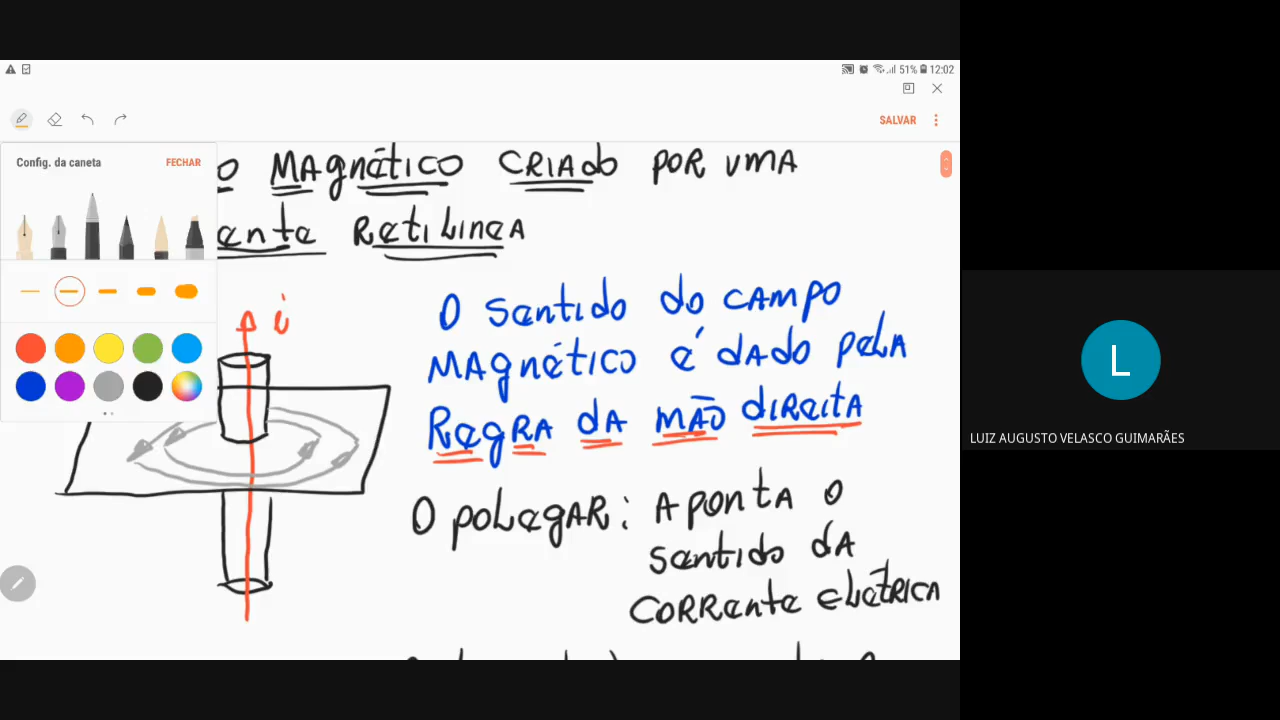 51% 12:02
SALVAR
Config. da caneta FECHAR
O MAgnético CRIAdo POR UMA
ente RetiLineA
i
O Sentido do CAMPO
MAgnético é dAdo pelA
RegRA dA MÃO diReitA
O poLegAR: APontA O
Sentido dA
CORRente eLétRICA
L
LUIZ AUGUSTO VELASCO GUIMARÃES